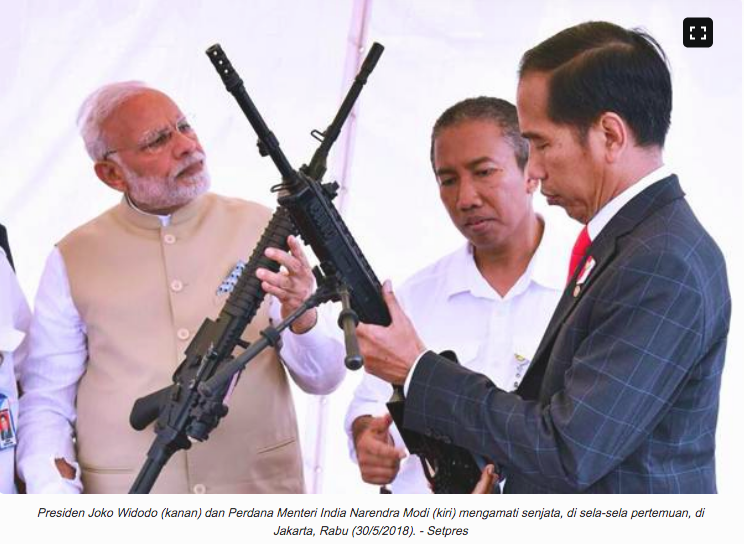 Presiden Joko Widodo (kanan) dan Perdana Menteri India Narendra Modi (kiri) mengamati senjata, di sela-sela pertemuan, di
Jakarta, Rabu (30/5/2018). - Setpres